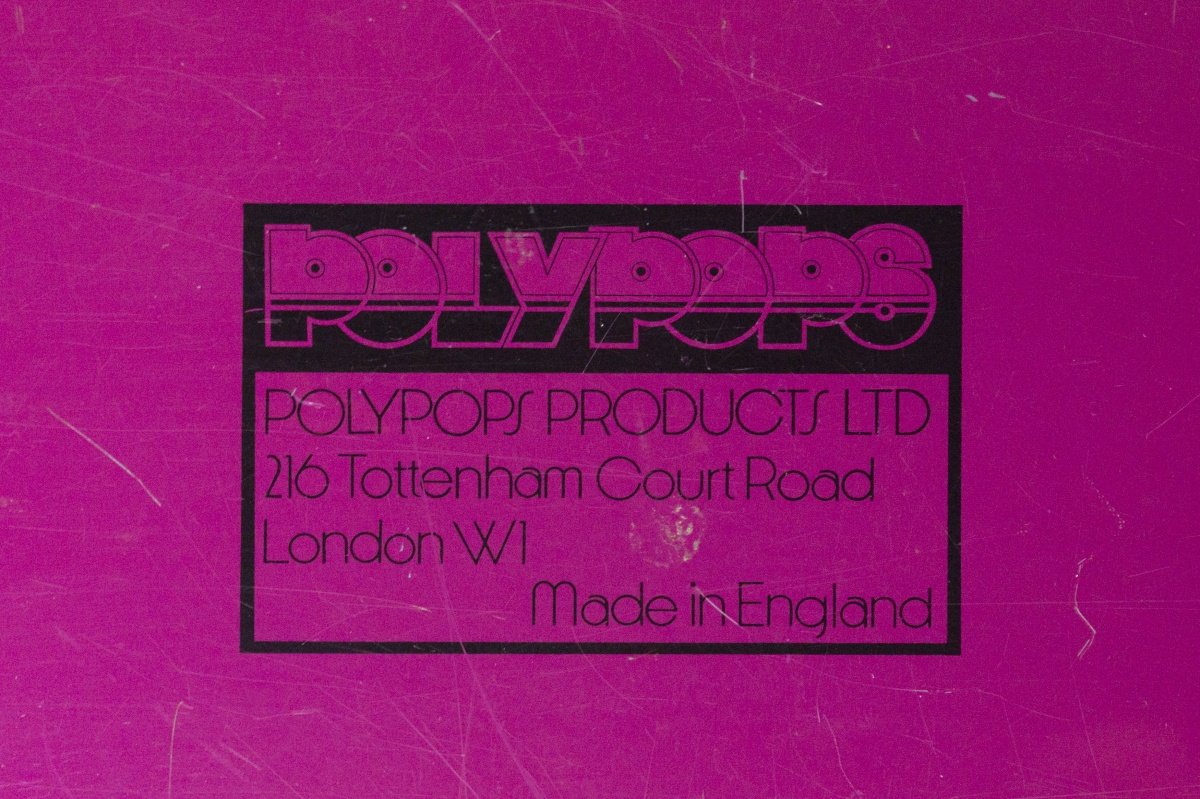 POLYPOPS
POLYPOPS PRODUCTS LTD
216 Tottenham Court Road
London W1
Made in England